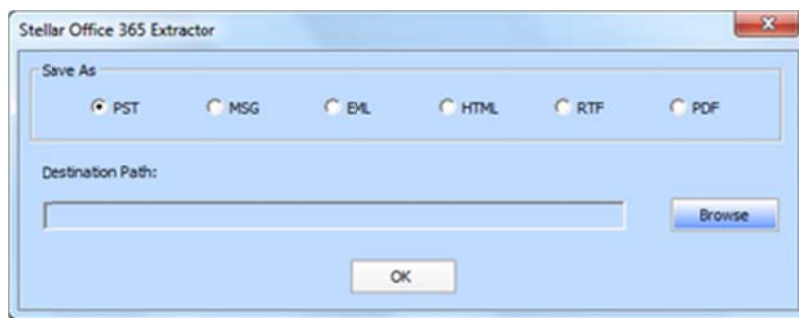 Stellar Office 365 Extractor
Save As
PST MSG EML HTML RTF PDF
Destination Path:
Browse
OK